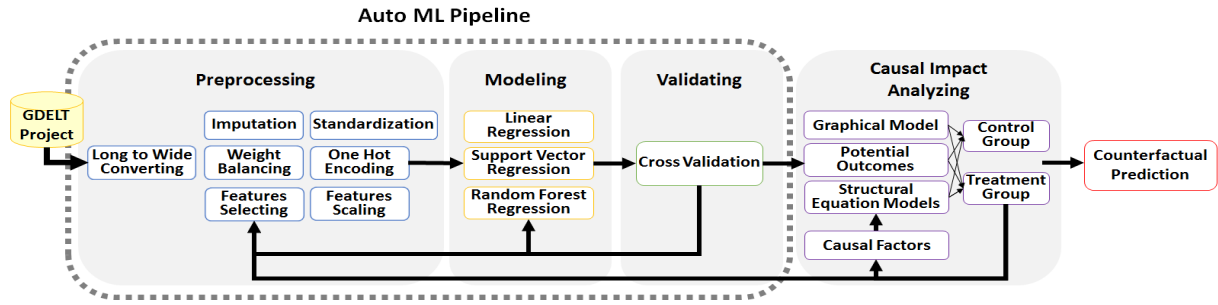 Auto ML Pipeline
Preprocessing
Modeling
Validating
Causal Impact
Analyzing
GDELT
Project
Long to Wide
Converting
Imputation
Standardization
Weight
Balancing
One Hot
Encoding
Features
Selecting
Features
Scaling
Linear
Regression
Support Vector
Regression
Random Forest
Regression
Cross Validation
Graphical Model
Potential
Outcomes
Structural
Equation Models
Causal Factors
Control
Group
Treatment
Group
Counterfactual
Prediction